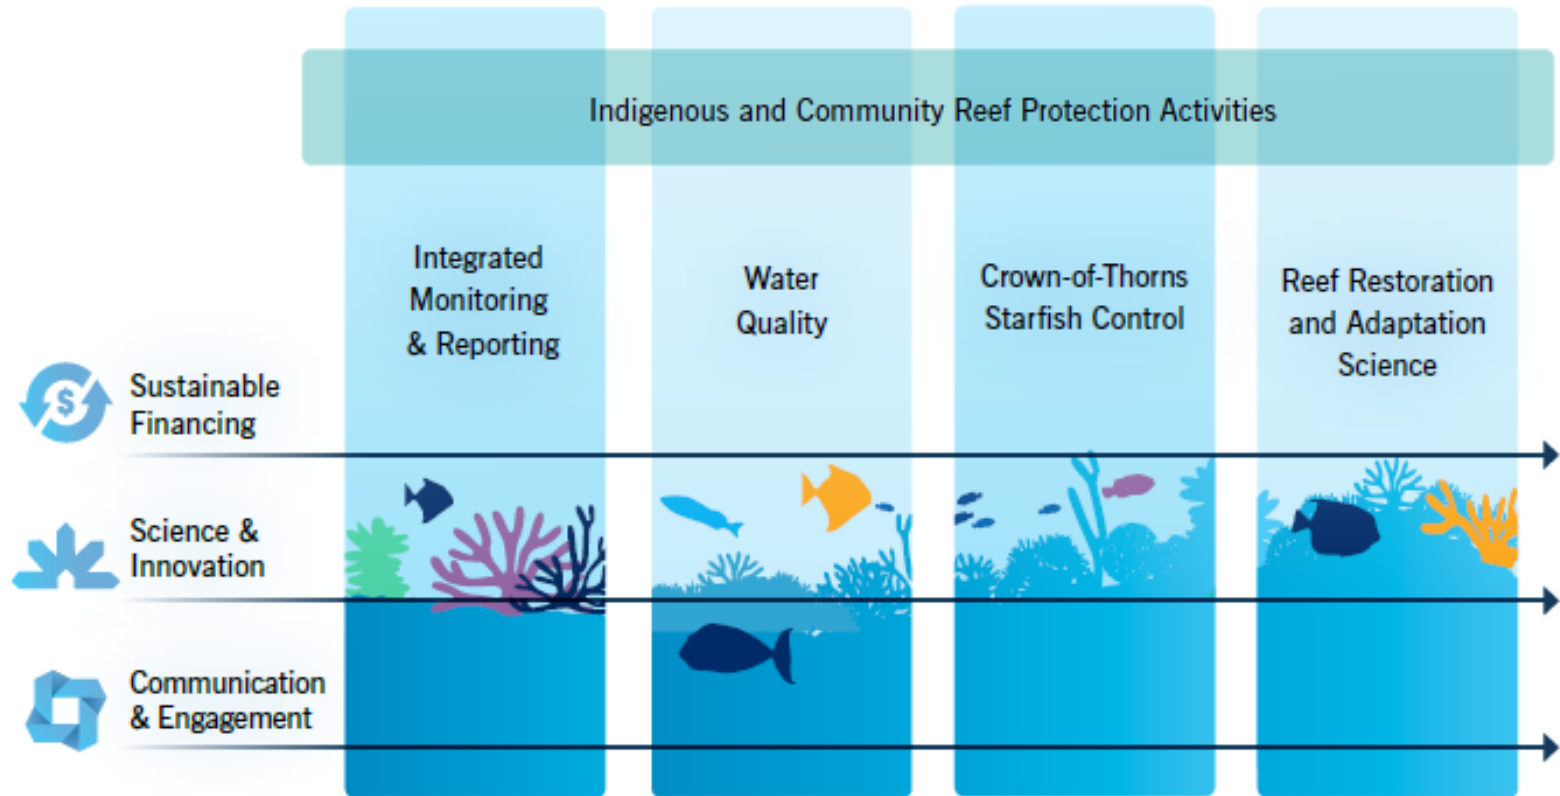 Indigenous and Community Reef Protection Activities
Integrated
Monitoring
& Reporting
Water
Quality
Crown-of-Thorns
Starfish Control
Reef Restoration
and Adaptation
Science
$
Sustainable
Financing
Science &
Innovation
Communication
& Engagement